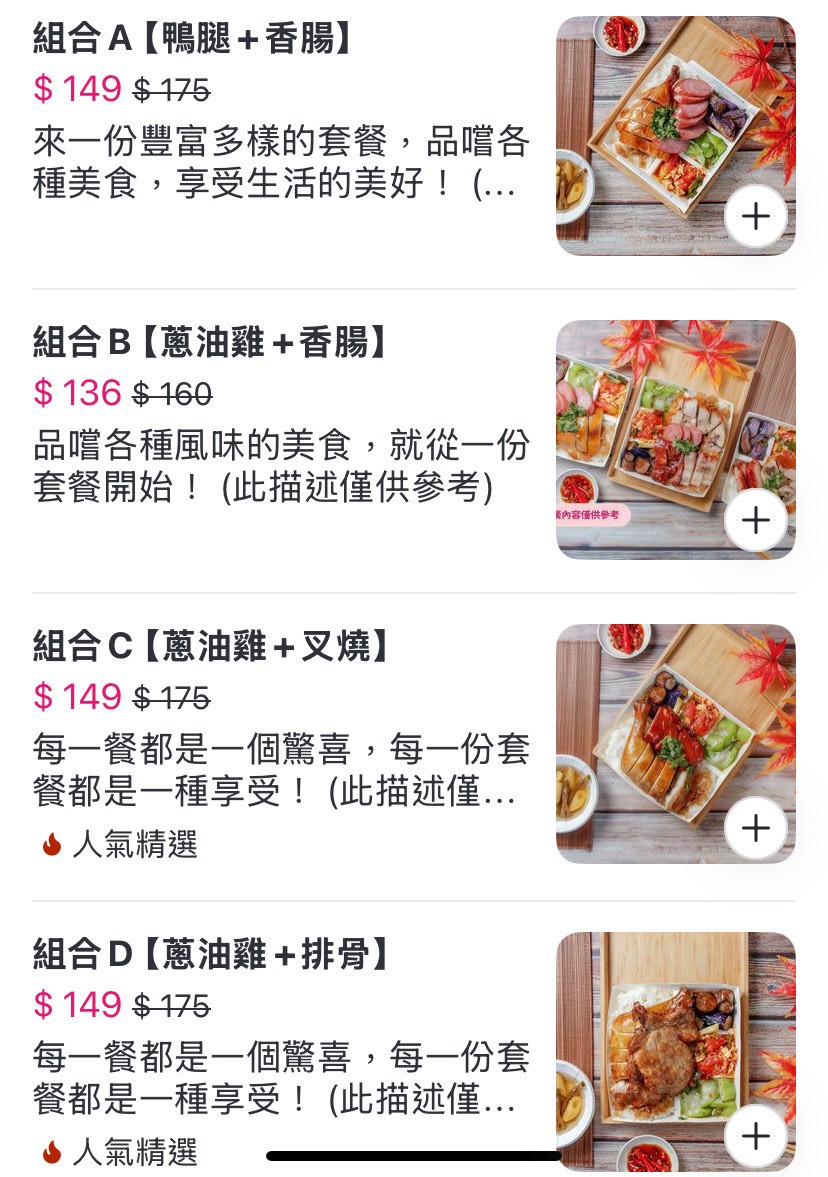 組合A【鴨腿+香腸】
$ 149 $ 175
來一份豐富多樣的套餐，品嚐各
種美食，享受生活的美好！ (…
組合B【蔥油雞+香腸】
$ 136 $ 160
品嚐各種風味的美食，就從一份
套餐開始！ (此描述僅供參考)
內容僅供參考
組合C【蔥油雞+叉燒】
$ 149 $ 175
每一餐都是一個驚喜，每一份套
餐都是一種享受！ (此描述僅…
人氣精選
組合D【蔥油雞+排骨】
$ 149 $ 175
每一餐都是一個驚喜，每一份套
餐都是一種享受！ (此描述僅…
人氣精選